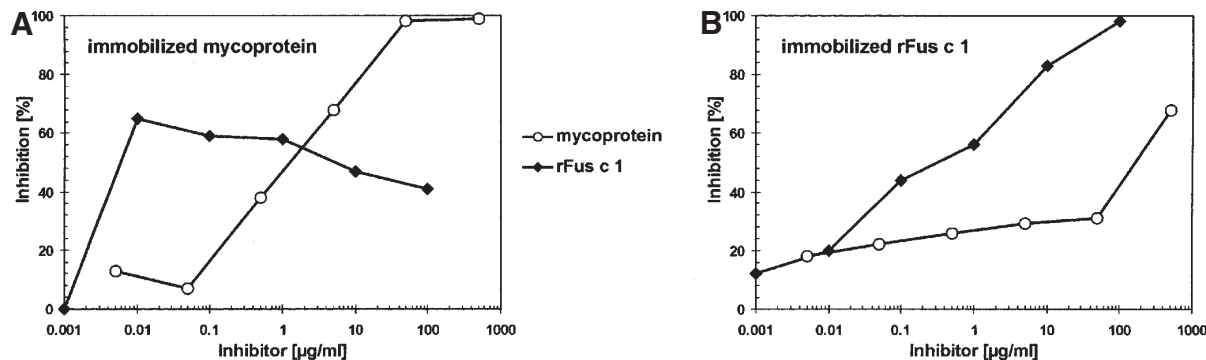 A
immobilized mycoprotein
100
80
60
40
20
0
Inhibition [%]
0.001 0.01 0.1 1 10 100 1000
Inhibitor [µg/ml]
mycoprotein
rFus c 1
B
immobilized rFus c 1
100
80
60
40
20
0
Inhibition [%]
0.001 0.01 0.1 1 10 100 1000
Inhibitor [µg/ml]